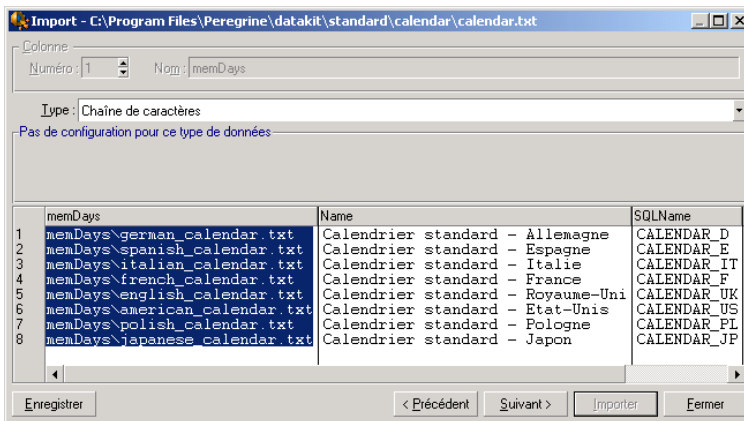 Import - C:\Program Files\Peregrine\datakit\standard\calendar\calendar.txt
Colonne
Numéro : 1 Nom : memDays
Type : Chaîne de caractères
Pas de configuration pour ce type de données
memDays Name SQLName
1 memDays\german_calendar.txt Calendrier standard - Allemagne CALENDAR_D
2 memDays\spanish_calendar.txt Calendrier standard - Espagne CALENDAR_E
3 memDays\italian_calendar.txt Calendrier standard - Italie CALENDAR_IT
4 memDays\french_calendar.txt Calendrier standard - France CALENDAR_F
5 memDays\english_calendar.txt Calendrier standard - Royaume-Uni CALENDAR_UK
6 memDays\american_calendar.txt Calendrier standard - Etat-Unis CALENDAR_US
7 memDays\polish_calendar.txt Calendrier standard - Pologne CALENDAR_PL
8 memDays\japanese_calendar.txt Calendrier standard - Japon CALENDAR_JP
Enregistrer < Précédent Suivant > Importer Fermer